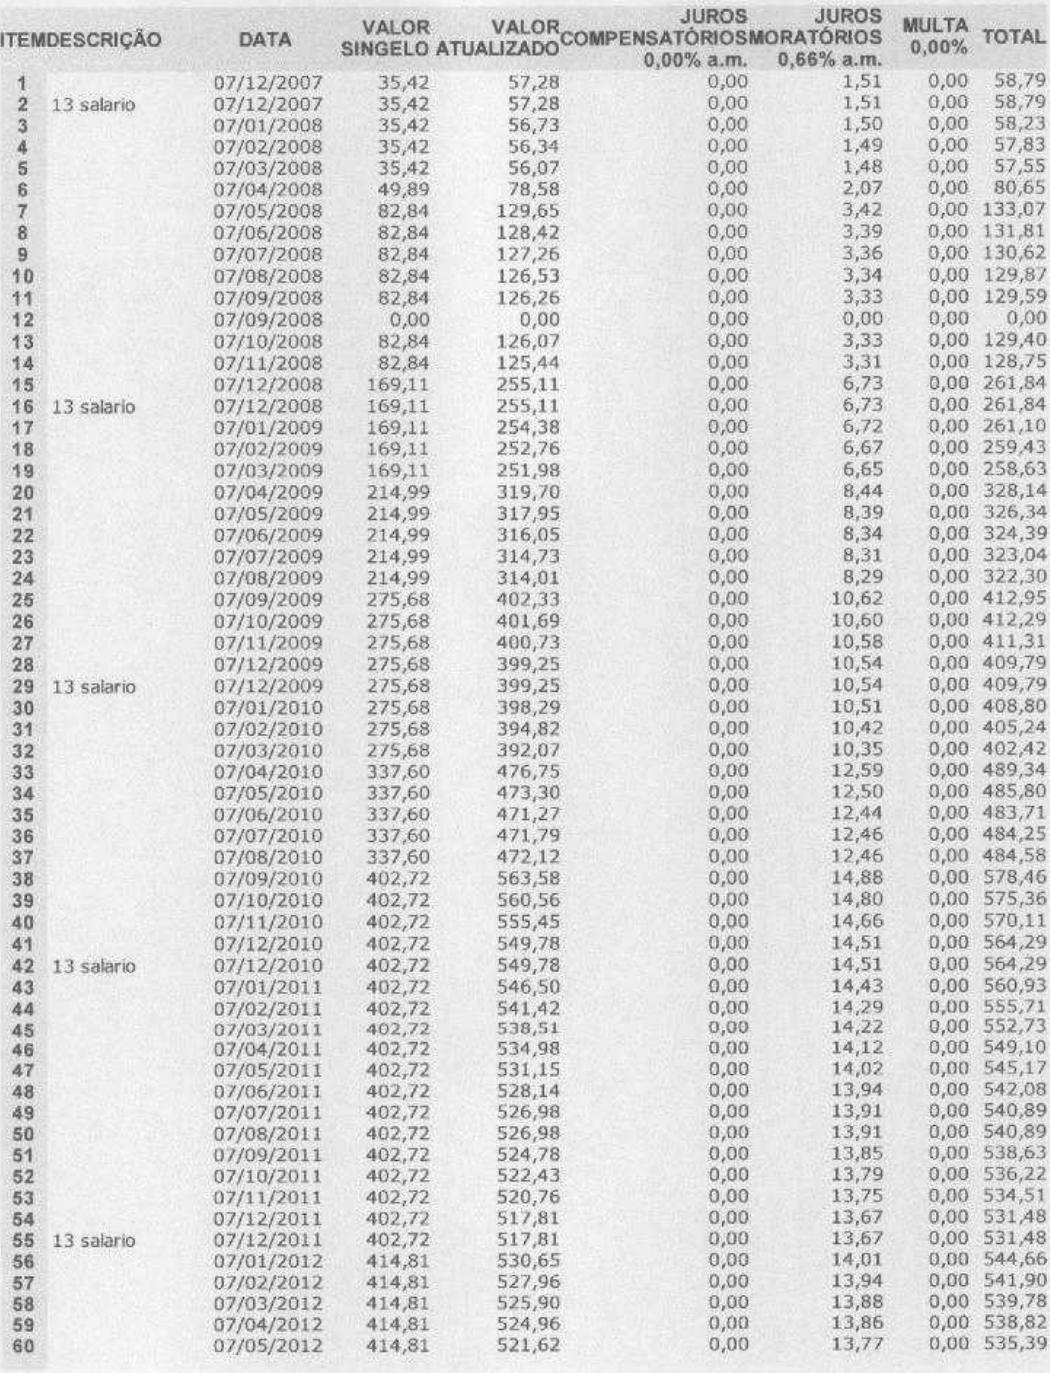 ITEM DESCRIÇÃO DATA VALOR SINGELO VALOR ATUALIZADO JUROS COMPENSATÓRIOS 0,00% a.m. JUROS MORATÓRIOS 0,66% a.m. MULTA 0,00% TOTAL
1 07/12/2007 35,42 57,28 0,00 1,51 0,00 58,79
2 13 salario 07/12/2007 35,42 57,28 0,00 1,51 0,00 58,79
3 07/01/2008 35,42 56,73 0,00 1,50 0,00 58,23
4 07/02/2008 35,42 56,34 0,00 1,49 0,00 57,83
5 07/03/2008 35,42 56,07 0,00 1,48 0,00 57,55
6 07/04/2008 49,89 78,58 0,00 2,07 0,00 80,65
7 07/05/2008 82,84 129,65 0,00 3,42 0,00 133,07
8 07/06/2008 82,84 128,42 0,00 3,39 0,00 131,81
9 07/07/2008 82,84 127,26 0,00 3,36 0,00 130,62
10 07/08/2008 82,84 126,53 0,00 3,34 0,00 129,87
11 07/09/2008 82,84 126,26 0,00 3,33 0,00 129,59
12 07/09/2008 0,00 0,00 0,00 0,00 0,00 0,00
13 07/10/2008 82,84 126,07 0,00 3,33 0,00 129,40
14 07/11/2008 82,84 125,44 0,00 3,31 0,00 128,75
15 07/12/2008 169,11 255,11 0,00 6,73 0,00 261,84
16 13 salario 07/12/2008 169,11 255,11 0,00 6,73 0,00 261,84
17 07/01/2009 169,11 254,38 0,00 6,72 0,00 261,10
18 07/02/2009 169,11 252,76 0,00 6,67 0,00 259,43
19 07/03/2009 169,11 251,98 0,00 6,65 0,00 258,63
20 07/04/2009 214,99 319,70 0,00 8,44 0,00 328,14
21 07/05/2009 214,99 317,95 0,00 8,39 0,00 326,34
22 07/06/2009 214,99 316,05 0,00 8,34 0,00 324,39
23 07/07/2009 214,99 314,73 0,00 8,31 0,00 323,04
24 07/08/2009 214,99 314,01 0,00 8,29 0,00 322,30
25 07/09/2009 275,68 402,33 0,00 10,62 0,00 412,95
26 07/10/2009 275,68 401,69 0,00 10,60 0,00 412,29
27 07/11/2009 275,68 400,73 0,00 10,58 0,00 411,31
28 07/12/2009 275,68 399,25 0,00 10,54 0,00 409,79
29 13 salario 07/12/2009 275,68 399,25 0,00 10,54 0,00 409,79
30 07/01/2010 275,68 398,29 0,00 10,51 0,00 408,80
31 07/02/2010 275,68 394,82 0,00 10,42 0,00 405,24
32 07/03/2010 275,68 392,07 0,00 10,35 0,00 402,42
33 07/04/2010 337,60 476,75 0,00 12,59 0,00 489,34
34 07/05/2010 337,60 473,30 0,00 12,50 0,00 485,80
35 07/06/2010 337,60 471,27 0,00 12,44 0,00 483,71
36 07/07/2010 337,60 471,79 0,00 12,46 0,00 484,25
37 07/08/2010 337,60 472,12 0,00 12,46 0,00 484,58
38 07/09/2010 402,72 563,58 0,00 14,88 0,00 578,46
39 07/10/2010 402,72 560,56 0,00 14,80 0,00 575,36
40 07/11/2010 402,72 555,45 0,00 14,66 0,00 570,11
41 07/12/2010 402,72 549,78 0,00 14,51 0,00 564,29
42 13 salario 07/12/2010 402,72 549,78 0,00 14,51 0,00 564,29
43 07/01/2011 402,72 546,50 0,00 14,43 0,00 560,93
44 07/02/2011 402,72 541,42 0,00 14,29 0,00 555,71
45 07/03/2011 402,72 538,51 0,00 14,22 0,00 552,73
46 07/04/2011 402,72 534,98 0,00 14,12 0,00 549,10
47 07/05/2011 402,72 531,15 0,00 14,02 0,00 545,17
48 07/06/2011 402,72 528,14 0,00 13,94 0,00 542,08
49 07/07/2011 402,72 526,98 0,00 13,91 0,00 540,89
50 07/08/2011 402,72 526,98 0,00 13,91 0,00 540,89
51 07/09/2011 402,72 524,78 0,00 13,85 0,00 538,63
52 07/10/2011 402,72 522,43 0,00 13,79 0,00 536,22
53 07/11/2011 402,72 520,76 0,00 13,75 0,00 534,51
54 07/12/2011 402,72 517,81 0,00 13,67 0,00 531,48
55 13 salario 07/12/2011 402,72 517,81 0,00 13,67 0,00 531,48
56 07/01/2012 414,81 530,65 0,00 14,01 0,00 544,66
57 07/02/2012 414,81 527,96 0,00 13,94 0,00 541,90
58 07/03/2012 414,81 525,90 0,00 13,88 0,00 539,78
59 07/04/2012 414,81 524,96 0,00 13,86 0,00 538,82
60 07/05/2012 414,81 521,62 0,00 13,77 0,00 535,39